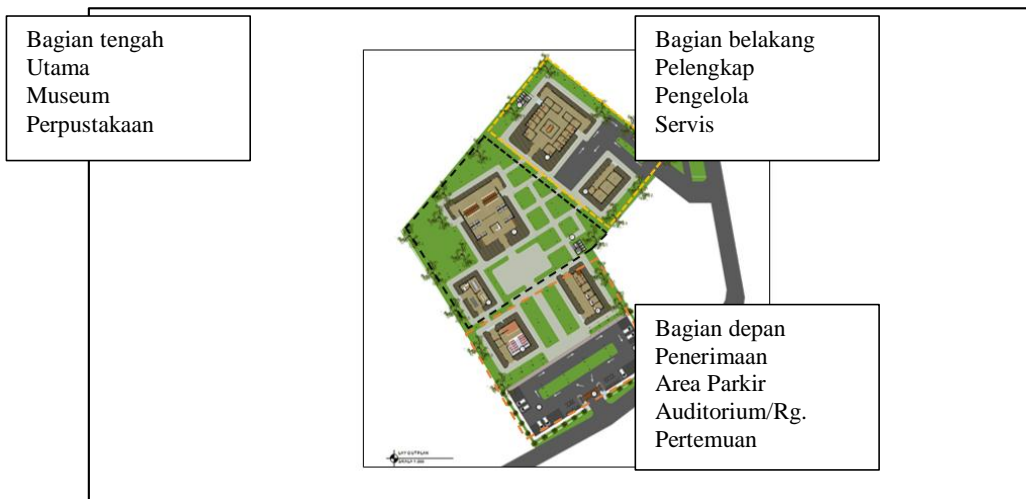 Bagian tengah
Utama
Museum
Perpustakaan
Bagian belakang
Pelengkap
Pengelola
Servis
Bagian depan
Penerimaan
Area Parkir
Auditorium/Rg.
Pertemuan